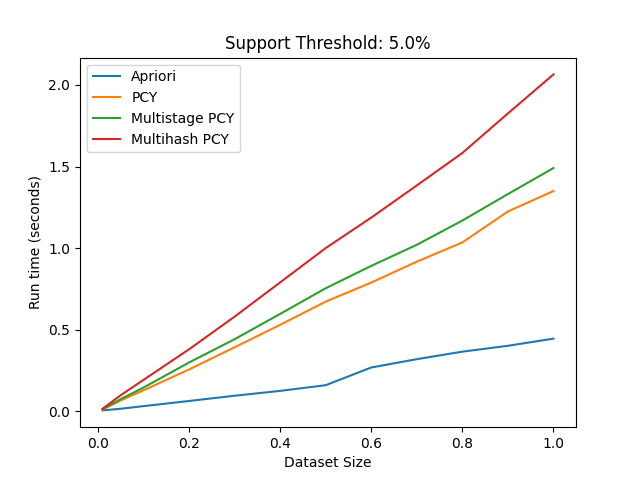 Support Threshold: 5.0%
Apriori
PCY
Multistage PCY
Multihash PCY
2.0
1.5
1.0
0.5
0.0
Run time (seconds)
0.0 0.2 0.4 0.6 0.8 1.0
Dataset Size